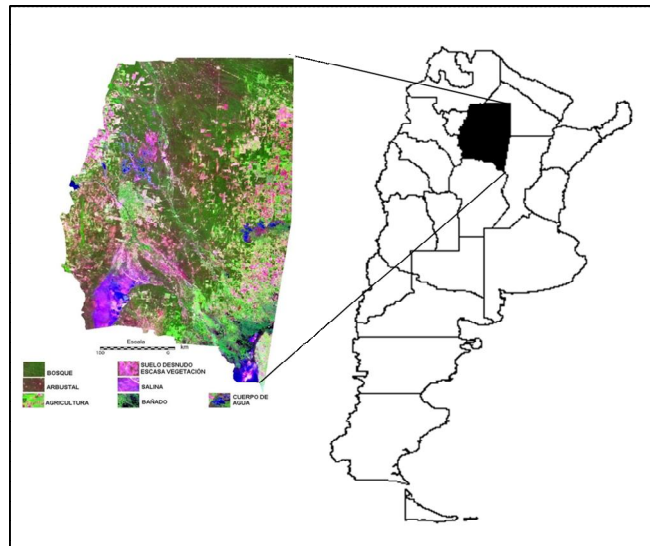 Escala
100 0 km
BOSQUE
ARBUSTAL
AGRICULTURA
SUELO DESNUDO
ESCASA VEGETACIÓN
SALINA
BAÑADO
CUERPO DE
AGUA